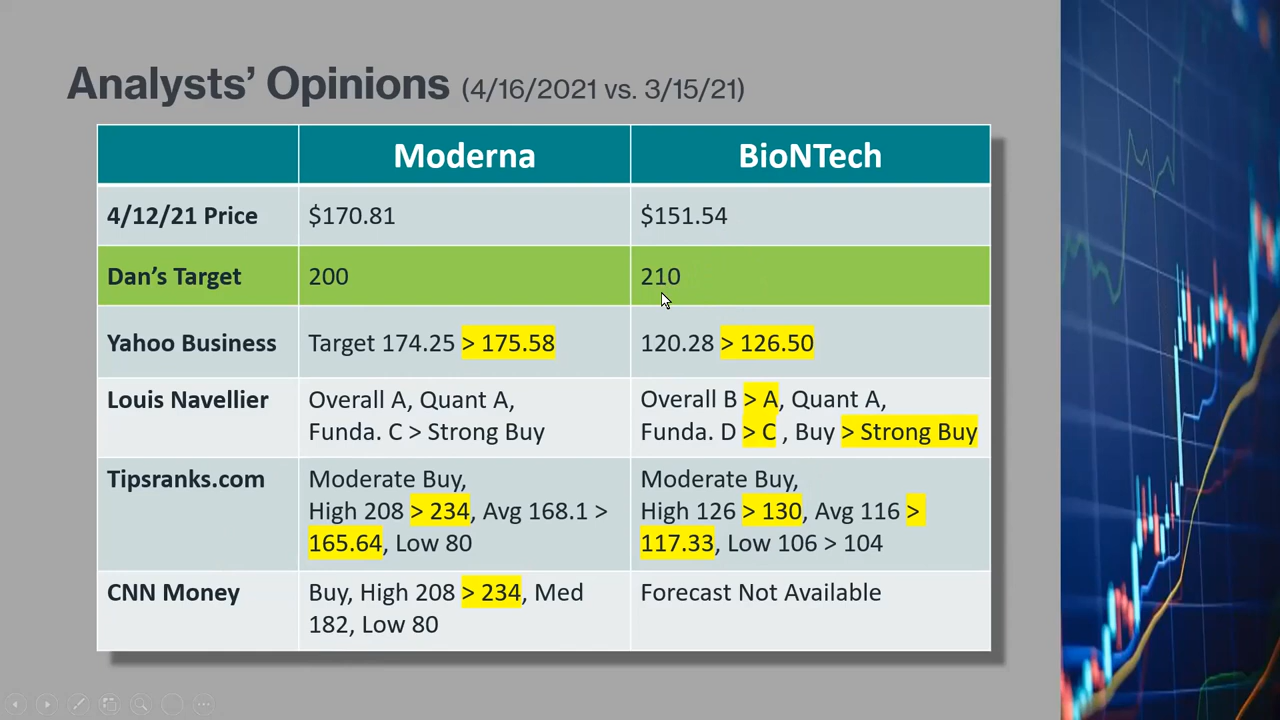 Analysts’ Opinions (4/16/2021 vs. 3/15/21)
Moderna
BioNTech
4/12/21 Price
$170.81
$151.54
Dan’s Target
200
210
Yahoo Business
Target 174.25 > 175.58
120.28 > 126.50
Louis Navellier
Overall A, Quant A,
Funda. C > Strong Buy
Overall B > A, Quant A,
Funda. D > C , Buy > Strong Buy
Tipsranks.com
Moderate Buy,
High 208 > 234, Avg 168.1 >
165.64, Low 80
Moderate Buy,
High 126 > 130, Avg 116 >
117.33, Low 106 > 104
CNN Money
Buy, High 208 > 234, Med
182, Low 80
Forecast Not Available